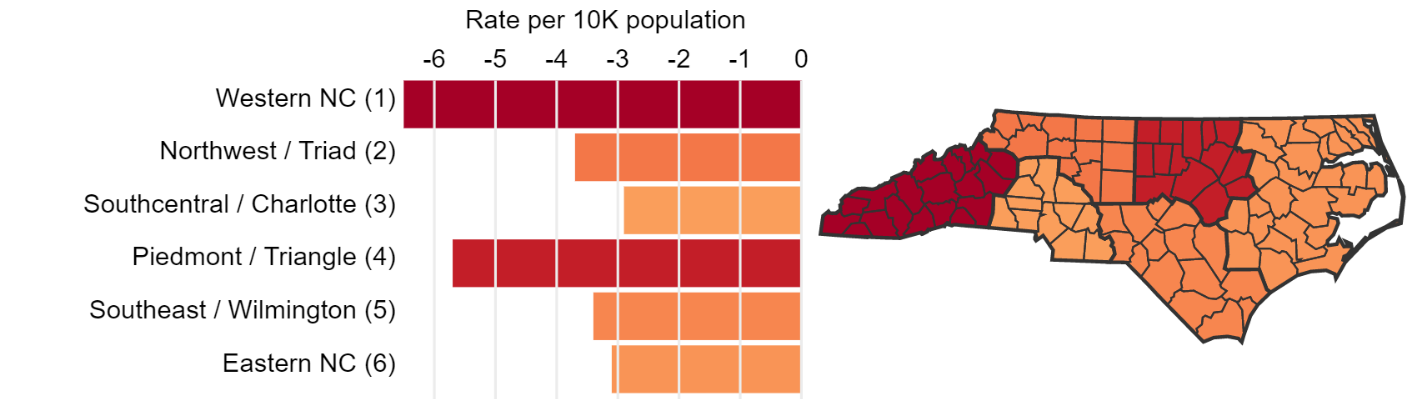 Rate per 10K population
-6 -5 -4 -3 -2 -1 0
Western NC (1)
Northwest / Triad (2)
Southcentral / Charlotte (3)
Piedmont / Triangle (4)
Southeast / Wilmington (5)
Eastern NC (6)